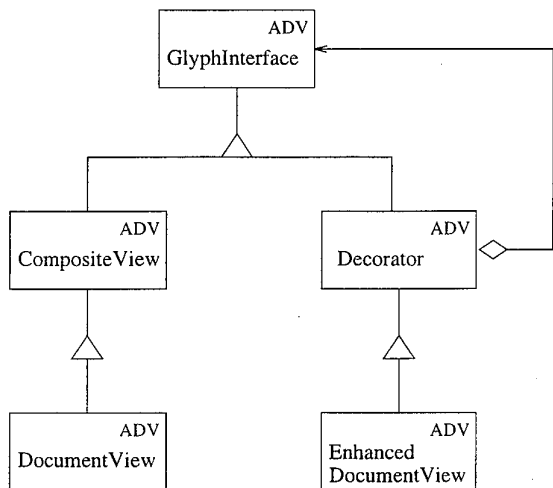 ADV
GlyphInterface
ADV
CompositeView
ADV
Decorator
ADV
DocumentView
ADV
Enhanced
DocumentView